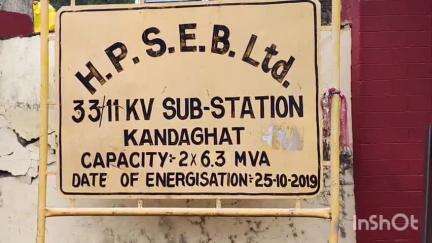 H.P.S.E.B. Ltd.
33/11 KV SUB-STATION
KANDAGHAT
CAPACITY:- 2 X 6.3 MVA
DATE OF ENERGISATION:- 25-10-2019
InShOt